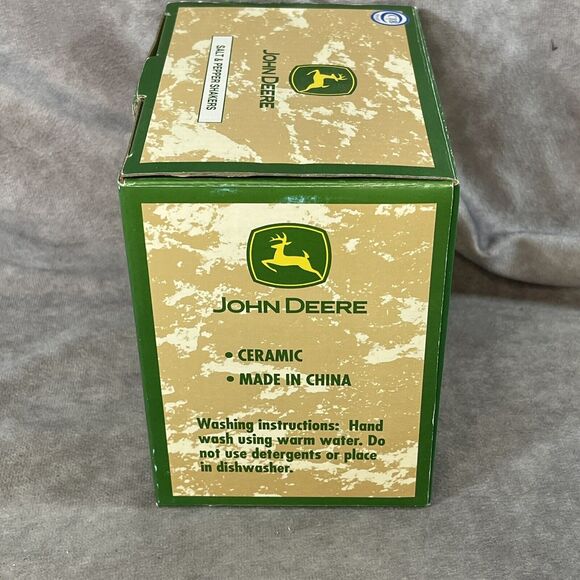 JOHN DEERE
SALT & PEPPER SHAKERS
JOHN DEERE
• CERAMIC
• MADE IN CHINA
Washing instructions: Hand
wash using warm water. Do
not use detergents or place
in dishwasher.